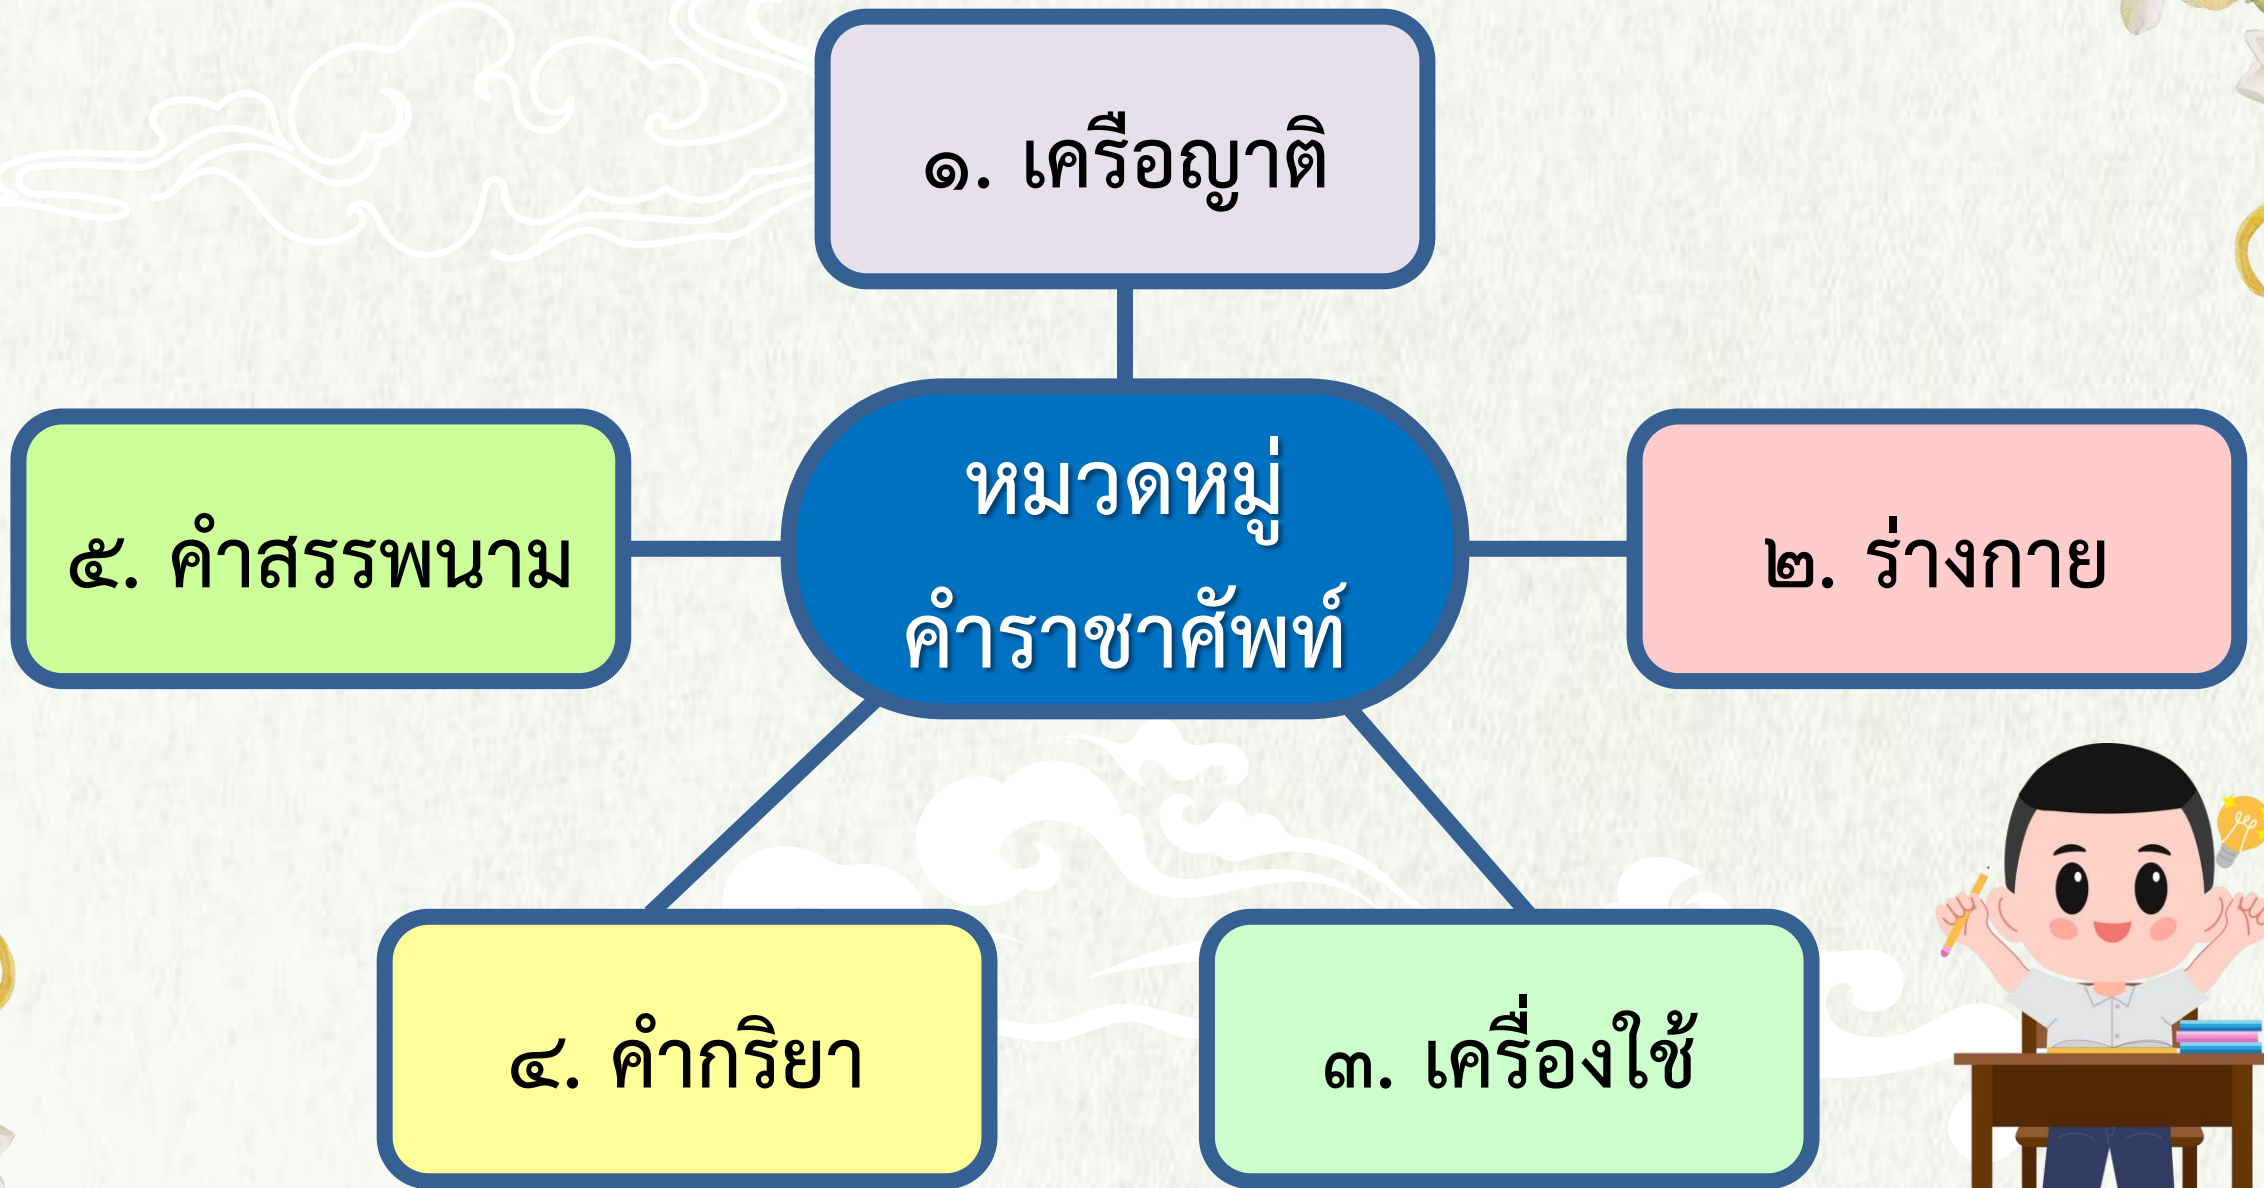 ๑. เครือญาติ
หมวดหมู่
คำราชาศัพท์
๕. คำสรรพนาม
๒. ร่างกาย
๔. คำกริยา
๓. เครื่องใช้